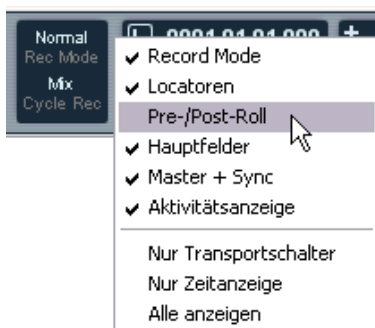 Normal
Rec Mode
Mix
Cycle Rec
Record Mode
Locatoren
Pre-/Post-Roll
Hauptfelder
Master + Sync
Aktivitätsanzeige
Nur Transportschalter
Nur Zeitanzeige
Alle anzeigen